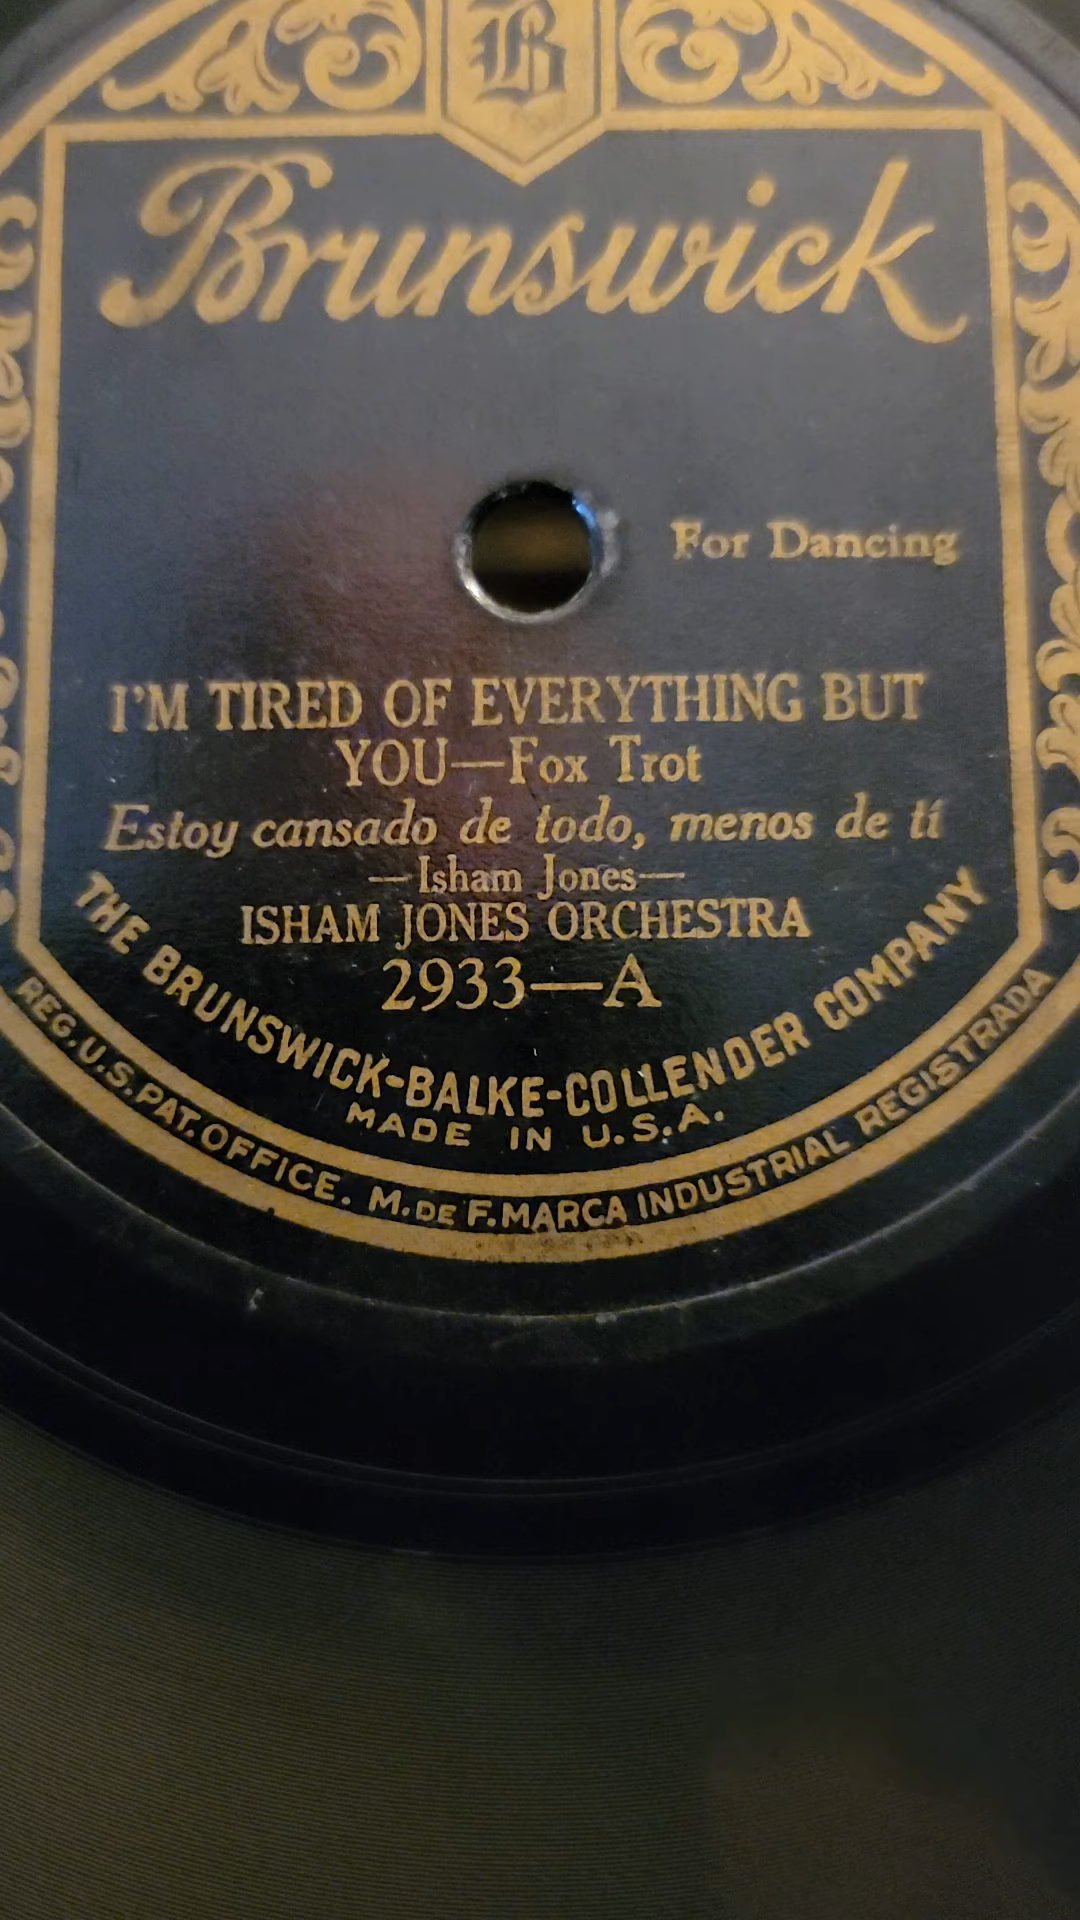 B
Brunswick
For Dancing
I'M TIRED OF EVERYTHING BUT
YOU—Fox Trot
Estoy cansado de todo, menos de tí
—Isham Jones—
ISHAM JONES ORCHESTRA
2933—A
THE BRUNSWICK-BALKE-COLLENDER COMPANY
MADE IN U.S.A.
REG. U.S. PAT. OFFICE. M. DE F. MARCA INDUSTRIAL REGISTRADA